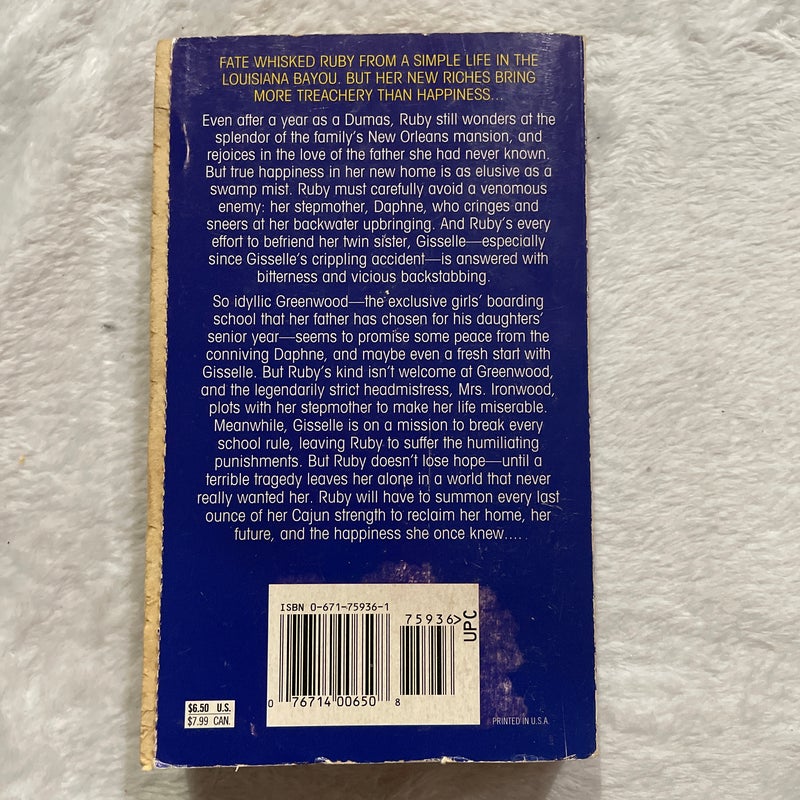 FATE WHISKED RUBY FROM A SIMPLE LIFE IN THE
LOUISIANA BAYOU. BUT HER NEW RICHES BRING
MORE TREACHERY THAN HAPPINESS...
Even after a year as a Dumas, Ruby still wonders at the
splendor of the family's New Orleans mansion, and
rejoices in the love of the father she had never known.
But true happiness in her new home is as elusive as a
swamp mist. Ruby must carefully avoid a venomous
enemy: her stepmother, Daphne, who cringes and
sneers at her backwater upbringing. And Ruby's every
effort to befriend her twin sister, Gisselle—especially
since Gisselle's crippling accident—is answered with
bitterness and vicious backstabbing.
So idyllic Greenwood—the exclusive girls' boarding
school that her father has chosen for his daughters'
senior year—seems to promise some peace from the
conniving Daphne, and maybe even a fresh start with
Gisselle. But Ruby's kind isn't welcome at Greenwood,
and the legendarily strict headmistress, Mrs. Ironwood,
plots with her stepmother to make her life miserable.
Meanwhile, Gisselle is on a mission to break every
school rule, leaving Ruby to suffer the humiliating
punishments. But Ruby doesn't lose hope—until a
terrible tragedy leaves her alone in a world that never
really wanted her. Ruby will have to summon every last
ounce of her Cajun strength to reclaim her home, her
future, and the happiness she once knew....
ISBN 0-671-75936-1
75936>
UPC
0 76714 00650 8
$6.50 U.S.
$7.99 CAN.
PRINTED IN U.S.A.